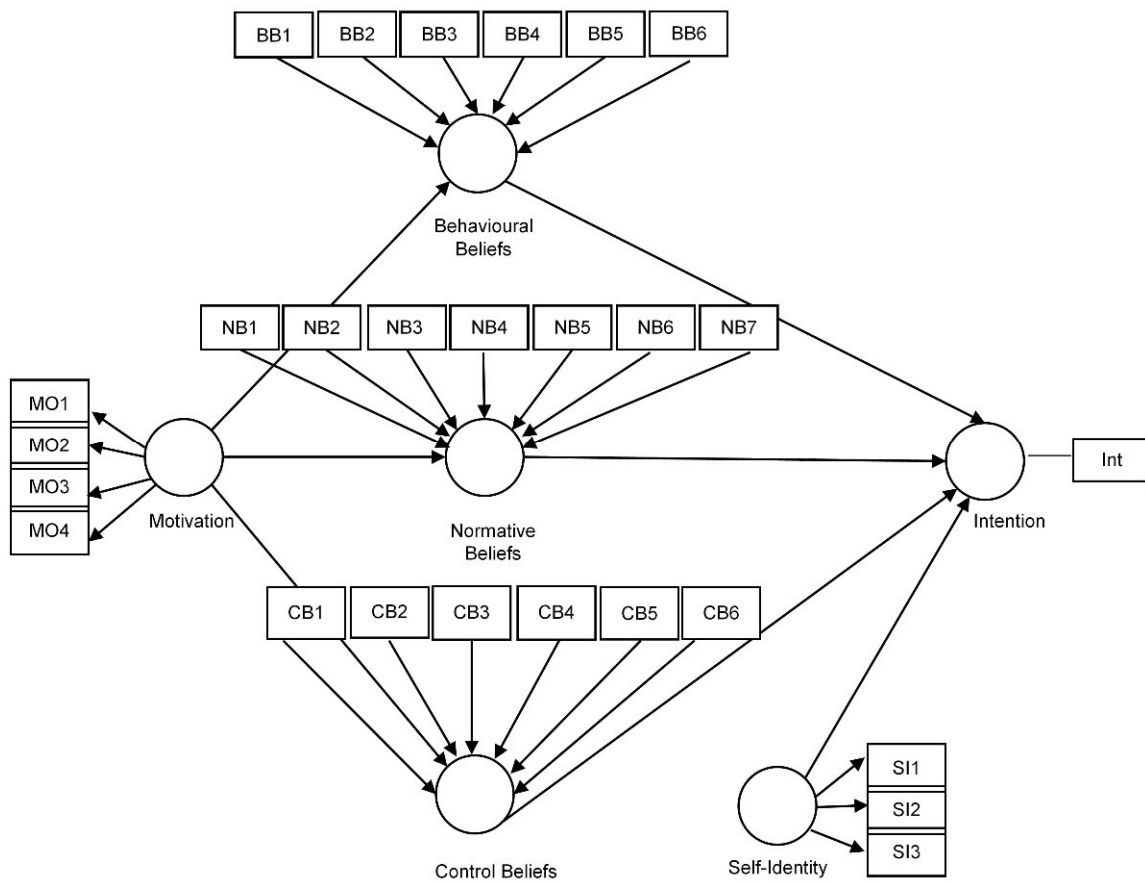 BB1
BB2
BB3
BB4
BB5
BB6
Behavioural
Beliefs
NB1
NB2
NB3
NB4
NB5
NB6
NB7
MO1
MO2
MO3
MO4
Motivation
Normative
Beliefs
Intention
Int
CB1
CB2
CB3
CB4
CB5
CB6
Control Beliefs
Self-Identity
SI1
SI2
SI3